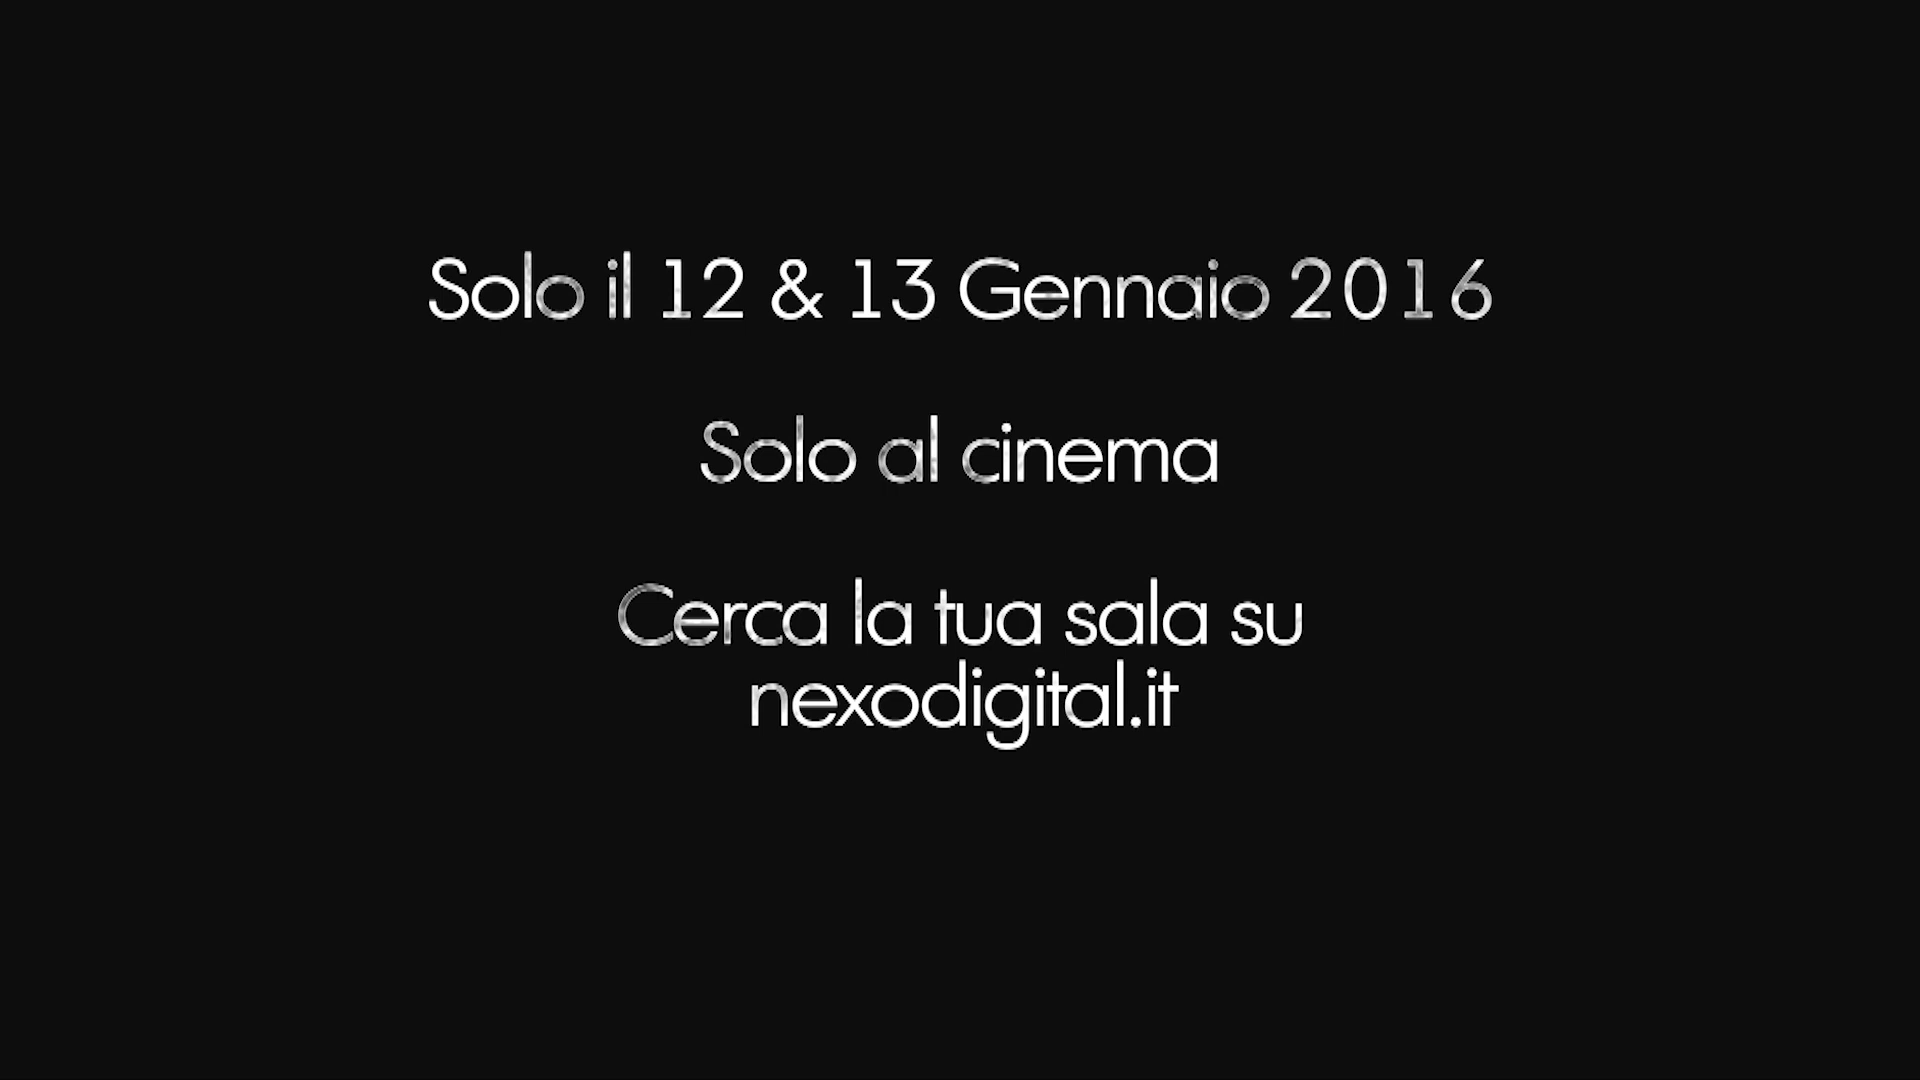 Solo il 12 & 13 Gennaio 2016
Solo al cinema
Cerca la tua sala su
nexodigital.it